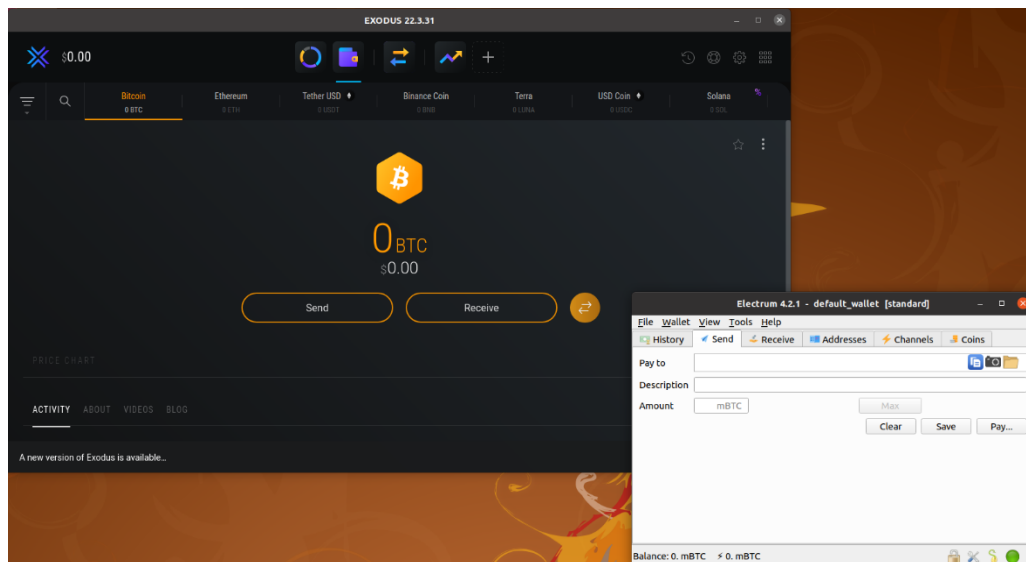 EXODUS 22.3.31
$0.00
Bitcoin Ethereum Tether USD Binance Coin Terra USD Coin Solana %
0 BTC 0 ETH 0 USDT 0 BNB 0 LUNA 0 USDC 0 SOL
0 BTC
$0.00
Send Receive
PRICE CHART
ACTIVITY ABOUT VIDEOS BLOG
A new version of Exodus is available...
Electrum 4.2.1 - default_wallet [standard]
File Wallet View Tools Help
History Send Receive Addresses Channels Coins
Pay to
Description
Amount mBTC Max
Clear Save Pay...
Balance: 0. mBTC ⚡ 0. mBTC